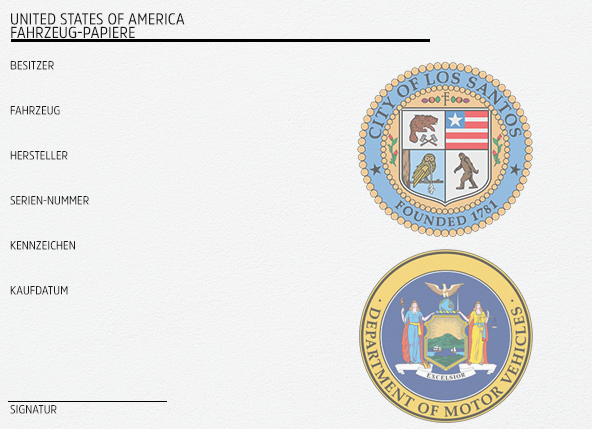 UNITED STATES OF AMERICA
FAHRZEUG-PAPIERE
BESITZER
FAHRZEUG
HERSTELLER
SERIEN-NUMMER
KENNZEICHEN
KAUFDATUM
SIGNATUR
CITY OF LOS SANTOS
FOUNDED 1781
EXCELSIOR
· DEPARTMENT OF MOTOR VEHICLES ·